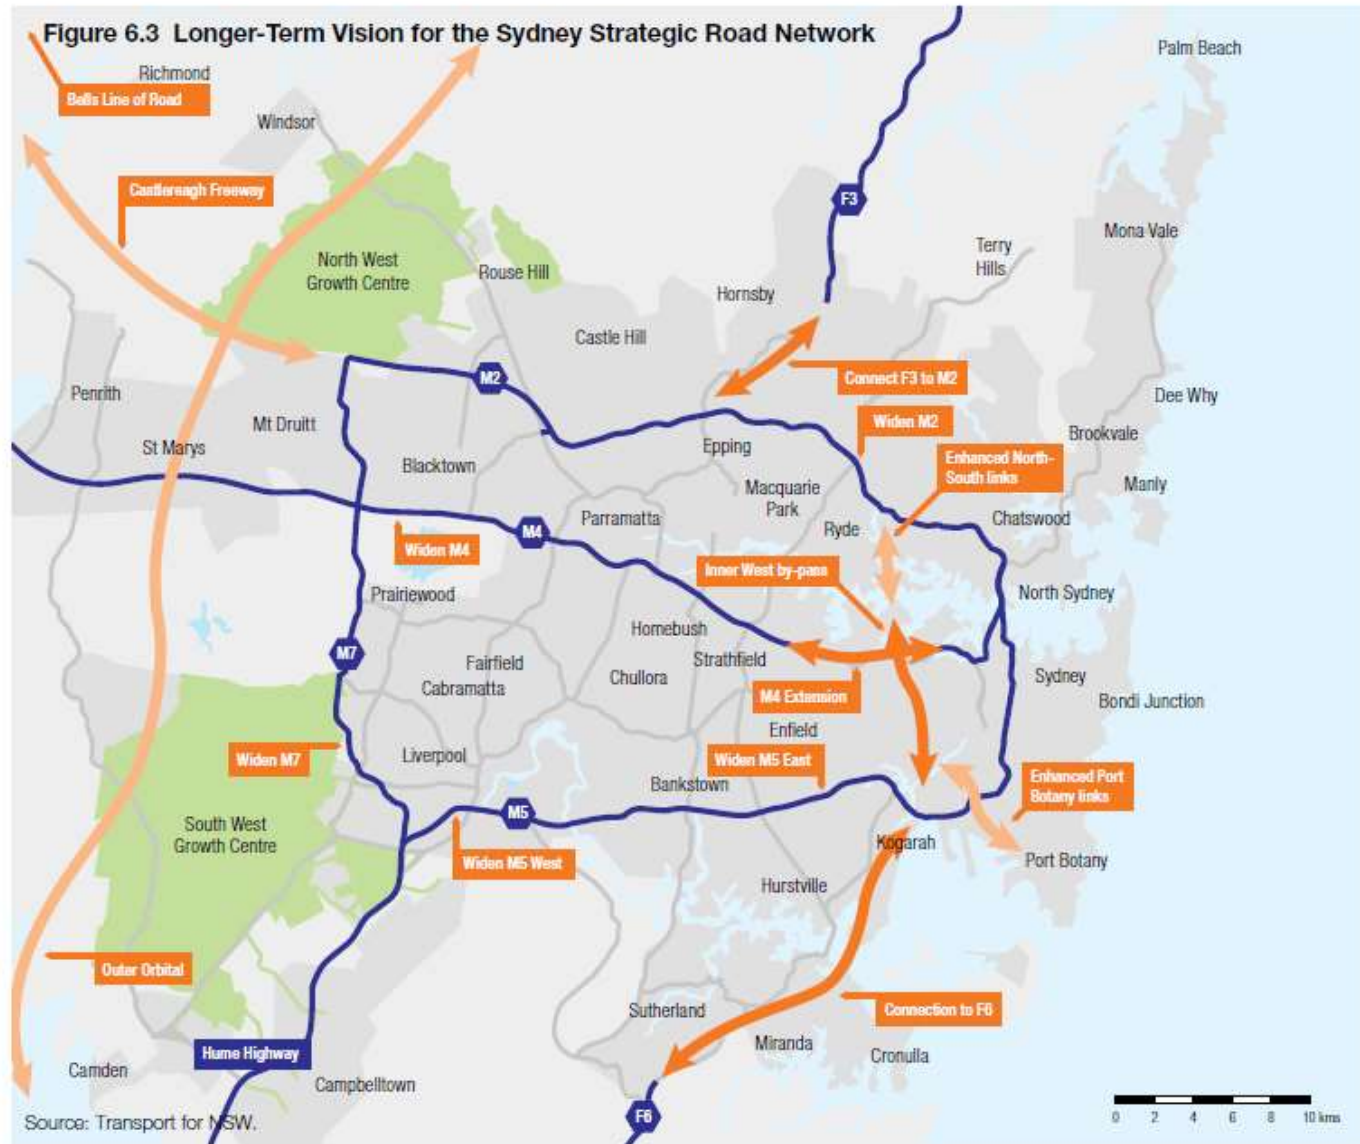 Figure 6.3 Longer-Term Vision for the Sydney Strategic Road Network
Palm Beach
Richmond
Bells Line of Road
Windsor
Castlereagh Freeway
F3
Mona Vale
Terry
Hills
North West
Growth Centre
Rouse Hill
Hornsby
Castle Hill
Connect F3 to M2
M2
Penrith
Dee Why
Mt Druitt
Widen M2
Brookvale
St Marys
Epping
Enhanced North-
South links
Blacktown
Manly
Macquarie
Park
Parramatta
Chatswood
Ryde
M4
Widen M4
Inner West by-pass
Prairiewood
North Sydney
Homebush
M7
Strathfield
Fairfield
Chullora
Sydney
Cabramatta
M4 Extension
Bondi Junction
Enfield
Liverpool
Widen M7
Widen M5 East
Bankstown
Enhanced Port
Botany links
M5
South West
Growth Centre
Kogarah
Widen M5 West
Port Botany
Hurstville
Outer Orbital
Sutherland
Connection to F6
Miranda
Hume Highway
Cronulla
Camden
Campbelltown
F6
Source: Transport for NSW.
0 2 4 6 8 10 kms